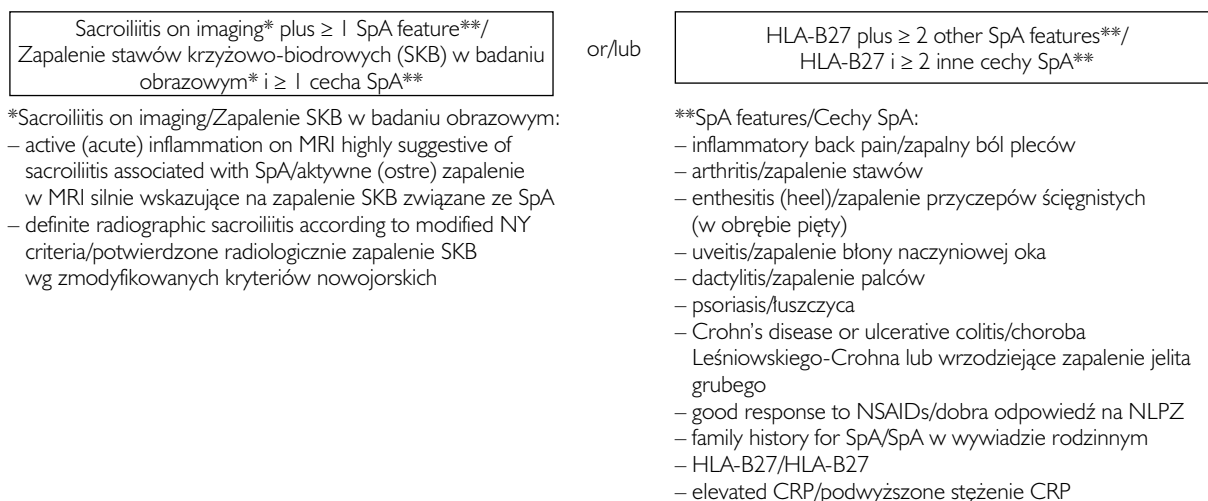 Sacroiliitis on imaging* plus ≥ 1 SpA feature**/
Zapalenie stawów krzyżowo-biodrowych (SKB) w badaniu
obrazowym* i ≥ 1 cecha SpA**
or/lub
HLA-B27 plus ≥ 2 other SpA features**/
HLA-B27 i ≥ 2 inne cechy SpA**
*Sacroiliitis on imaging/Zapalenie SKB w badaniu obrazowym:
– active (acute) inflammation on MRI highly suggestive of
sacroiliitis associated with SpA/aktywne (ostre) zapalenie
w MRI silnie wskazujące na zapalenie SKB związane ze SpA
– definite radiographic sacroiliitis according to modified NY
criteria/potwierdzone radiologicznie zapalenie SKB
wg zmodyfikowanych kryteriów nowojorskich
**SpA features/Cechy SpA:
– inflammatory back pain/zapalny ból pleców
– arthritis/zapalenie stawów
– enthesitis (heel)/zapalenie przyczepów ścięgnistych
(w obrębie pięty)
– uveitis/zapalenie błony naczyniowej oka
– dactylitis/zapalenie palców
– psoriasis/łuszczyca
– Crohn's disease or ulcerative colitis/choroba
Leśniowskiego-Crohna lub wrzodziejące zapalenie jelita
grubego
– good response to NSAIDs/dobra odpowiedź na NLPZ
– family history for SpA/SpA w wywiadzie rodzinnym
– HLA-B27/HLA-B27
– elevated CRP/podwyższone stężenie CRP